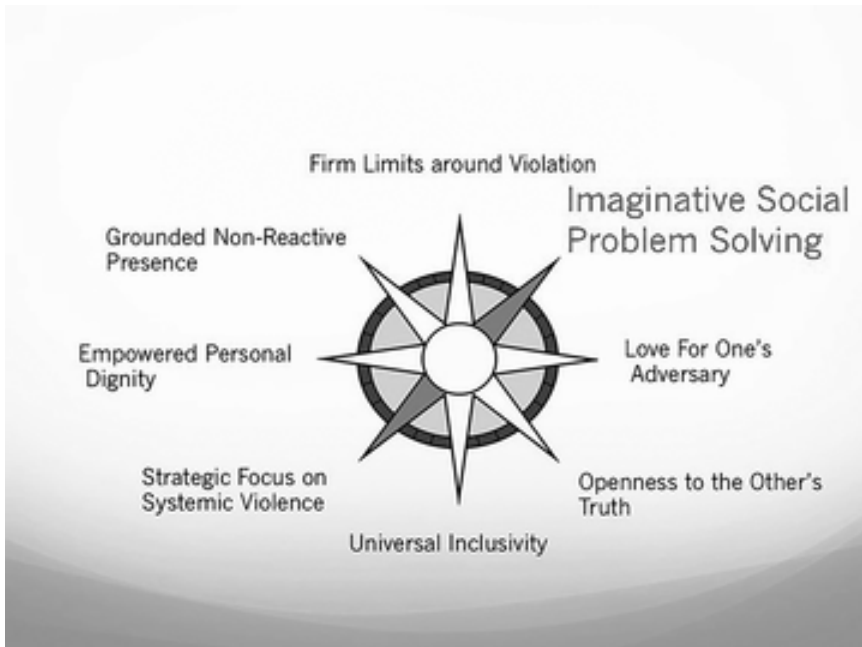 Firm Limits around Violation
Imaginative Social
Problem Solving
Grounded Non-Reactive
Presence
Empowered Personal
Dignity
Love For One's
Adversary
Strategic Focus on
Systemic Violence
Openness to the Other's
Truth
Universal Inclusivity